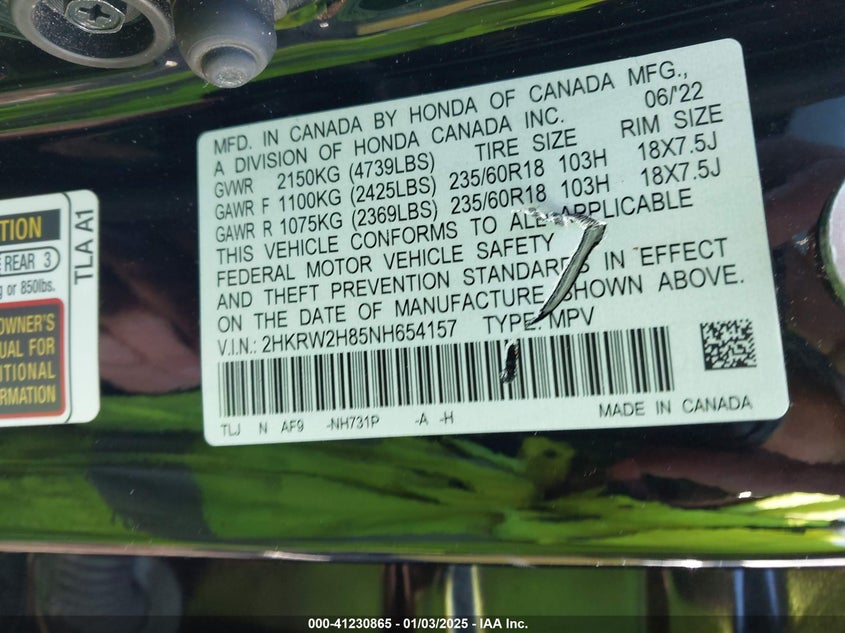 MFD. IN CANADA BY HONDA OF CANADA MFG.,
A DIVISION OF HONDA CANADA INC. 06/'22
GVWR 2150KG (4739LBS) TIRE SIZE RIM SIZE
GAWR F 1100KG (2425LBS) 235/60R18 103H 18X7.5J
GAWR R 1075KG (2369LBS) 235/60R18 103H 18X7.5J
THIS VEHICLE CONFORMS TO ALL APPLICABLE
FEDERAL MOTOR VEHICLE SAFETY
AND THEFT PREVENTION STANDARDS IN EFFECT
ON THE DATE OF MANUFACTURE SHOWN ABOVE.
V.I.N.: 2HKRW2H85NH654157 TYPE: MPV
TLJ N AF9 -NH731P -A -H MADE IN CANADA
TION
REAR 3
or 850lbs.
OWNER'S
UAL FOR
ITIONAL
RMATION
TLA A1
000-41230865 — 01/03/2025 — IAA Inc.